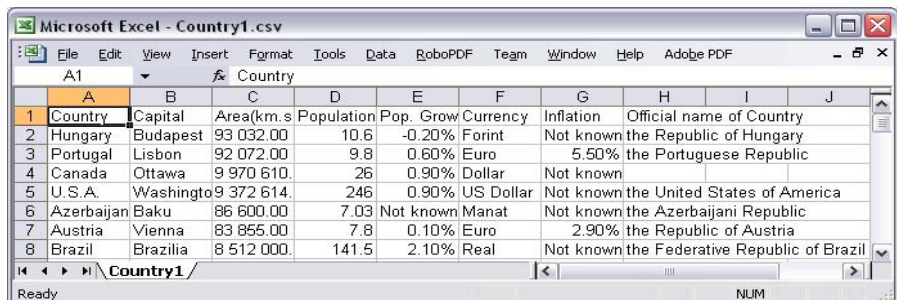 Microsoft Excel - Country1.csv
File Edit View Insert Format Tools Data RoboPDF Team Window Help Adobe PDF
A1 fx Country
A B C D E F G H I J
1 Country Capital Area(km.s Population Pop. Grow Currency Inflation Official name of Country
2 Hungary Budapest 93 032.00 10.6 -0.20% Forint Not known the Republic of Hungary
3 Portugal Lisbon 92 072.00 9.8 0.60% Euro 5.50% the Portuguese Republic
4 Canada Ottawa 9 970 610. 26 0.90% Dollar Not known
5 U.S.A. Washingto 9 372 614. 246 0.90% US Dollar Not known the United States of America
6 Azerbaijan Baku 86 600.00 7.03 Not known Manat Not known the Azerbaijani Republic
7 Austria Vienna 83 855.00 7.8 0.10% Euro 2.90% the Republic of Austria
8 Brazil Brazilia 8 512 000. 141.5 2.10% Real Not known the Federative Republic of Brazil
Country1
Ready NUM